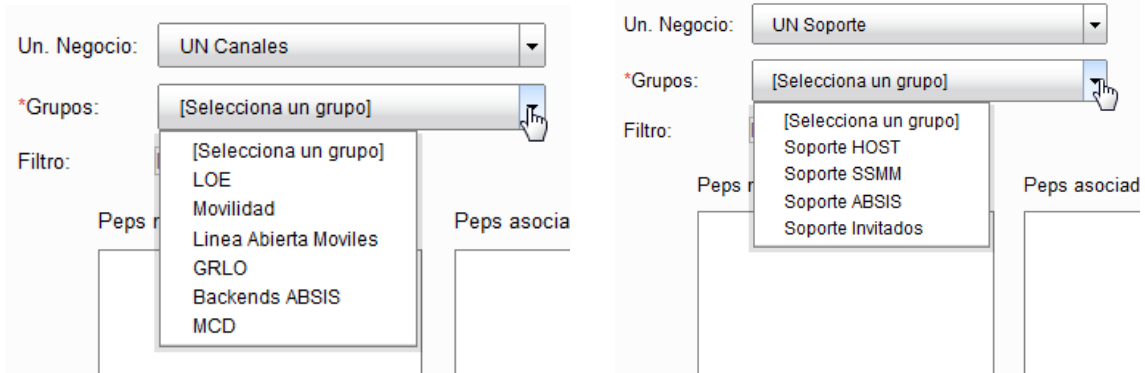 Un. Negocio: UN Canales
*Grupos: [Selecciona un grupo]
[Selecciona un grupo]
Filtro:
LOE
Movilidad
Peps Peps asocia
Linea Abierta Moviles
GRLO
Backends ABSIS
MCD
Un. Negocio: UN Soporte
*Grupos: [Selecciona un grupo]
[Selecciona un grupo]
Filtro:
Soporte HOST
Soporte SSMM
Peps Peps asociad
Soporte ABSIS
Soporte Invitados